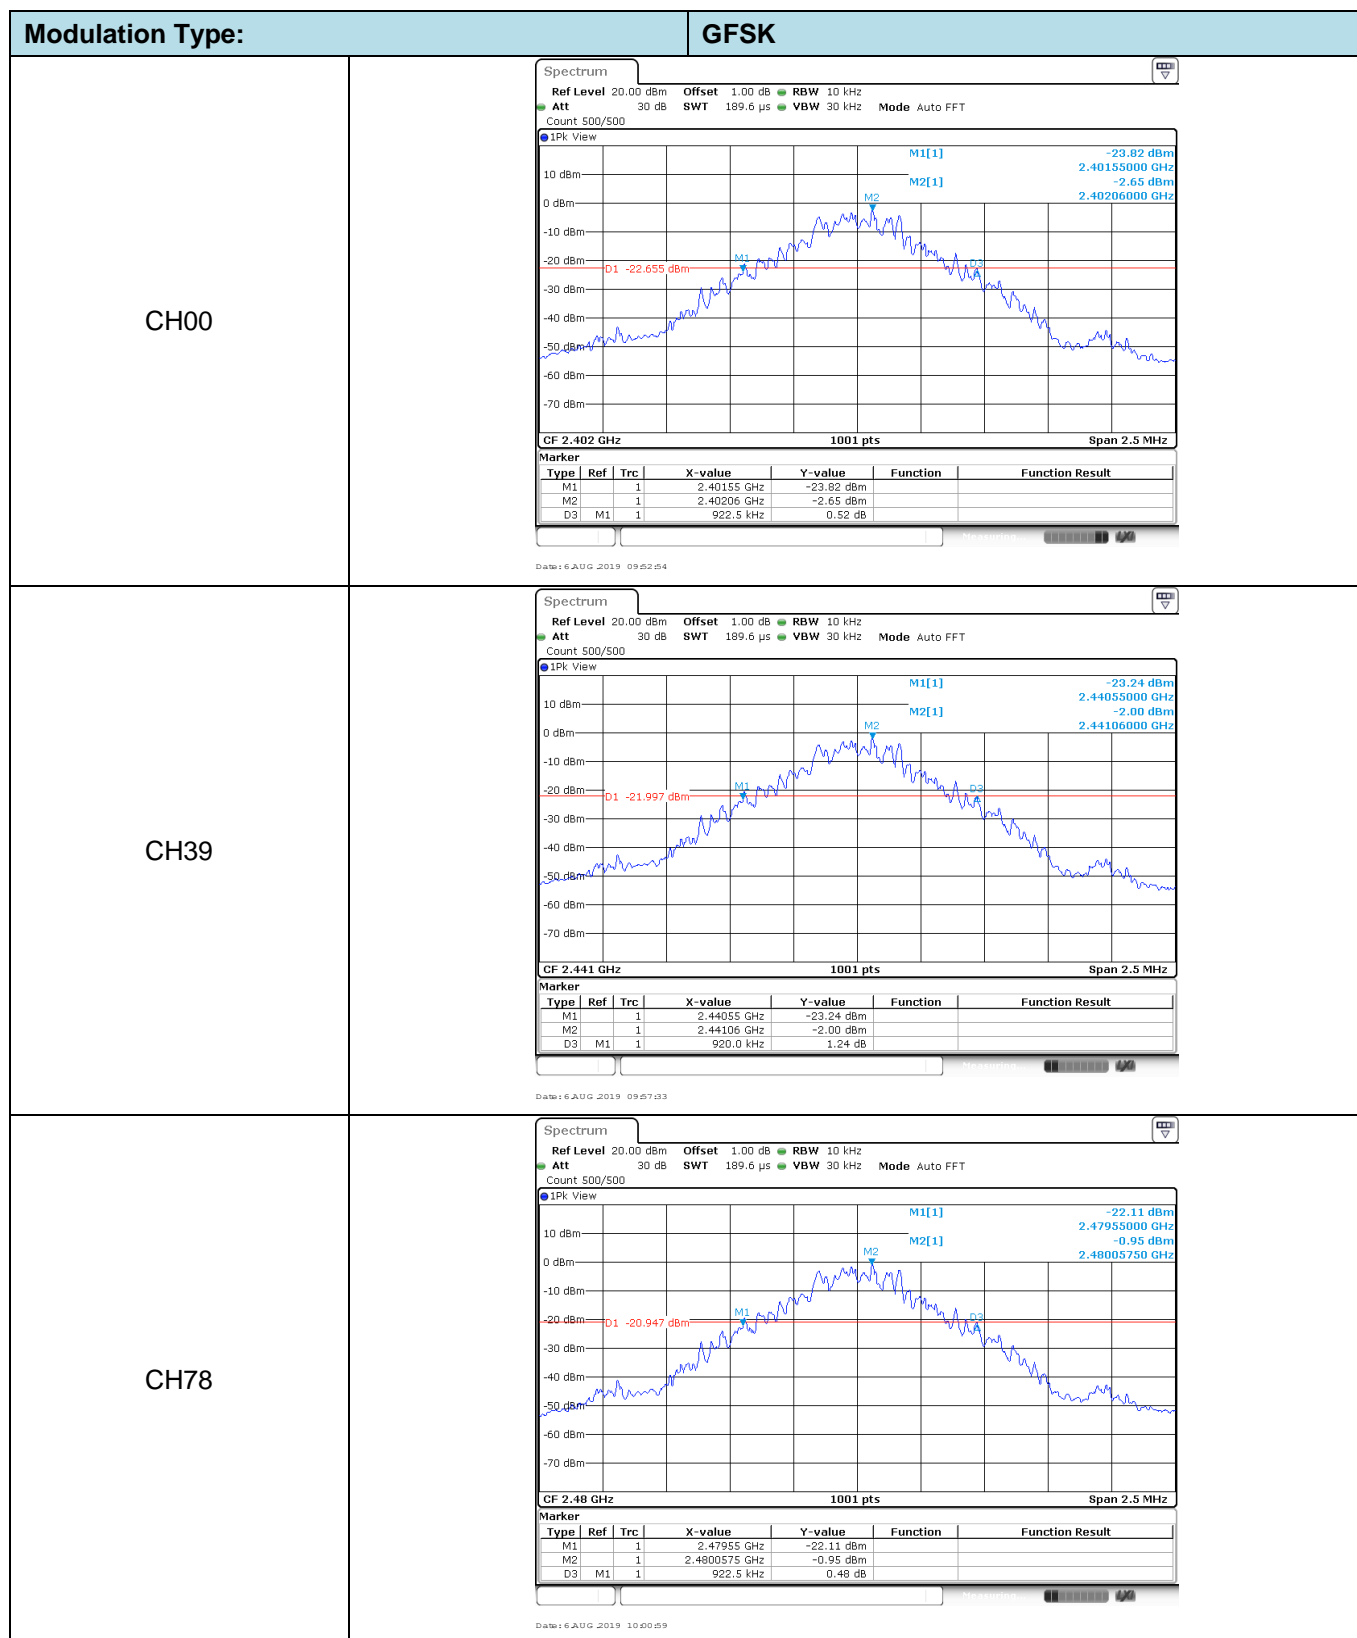 Modulation Type: GFSK
CH00
Spectrum
Ref Level 20.00 dBm Offset 1.00 dB RBW 10 kHz
Att 30 dB SWT 189.6 µs VBW 30 kHz Mode Auto FFT
Count 500/500
1Pk View
M1[1] -23.82 dBm
2.40155000 GHz
10 dBm
M2[1] -2.65 dBm
2.40206000 GHz
M2
0 dBm
-10 dBm
M1
-20 dBm
D3
D1 -22.655 dBm
-30 dBm
-40 dBm
-50 dBm
-60 dBm
-70 dBm
CF 2.402 GHz 1001 pts Span 2.5 MHz
Marker
Type Ref Trc X-value Y-value Function Function Result
M1 1 2.40155 GHz -23.82 dBm
M2 1 2.40206 GHz -2.65 dBm
D3 M1 1 922.5 kHz 0.52 dB
Measuring...
Date: 6.AUG.2019 09:52:54
CH39
Spectrum
Ref Level 20.00 dBm Offset 1.00 dB RBW 10 kHz
Att 30 dB SWT 189.6 µs VBW 30 kHz Mode Auto FFT
Count 500/500
1Pk View
M1[1] -23.24 dBm
2.44055000 GHz
10 dBm
M2[1] -2.00 dBm
2.44106000 GHz
M2
0 dBm
-10 dBm
M1
-20 dBm
D3
D1 -21.997 dBm
-30 dBm
-40 dBm
-50 dBm
-60 dBm
-70 dBm
CF 2.441 GHz 1001 pts Span 2.5 MHz
Marker
Type Ref Trc X-value Y-value Function Function Result
M1 1 2.44055 GHz -23.24 dBm
M2 1 2.44106 GHz -2.00 dBm
D3 M1 1 920.0 kHz 1.24 dB
Measuring...
Date: 6.AUG.2019 09:57:33
CH78
Spectrum
Ref Level 20.00 dBm Offset 1.00 dB RBW 10 kHz
Att 30 dB SWT 189.6 µs VBW 30 kHz Mode Auto FFT
Count 500/500
1Pk View
M1[1] -22.11 dBm
2.47955000 GHz
10 dBm
M2[1] -0.95 dBm
2.48005750 GHz
M2
0 dBm
-10 dBm
M1
-20 dBm
D3
D1 -20.947 dBm
-30 dBm
-40 dBm
-50 dBm
-60 dBm
-70 dBm
CF 2.48 GHz 1001 pts Span 2.5 MHz
Marker
Type Ref Trc X-value Y-value Function Function Result
M1 1 2.47955 GHz -22.11 dBm
M2 1 2.4800575 GHz -0.95 dBm
D3 M1 1 922.5 kHz 0.48 dB
Measuring...
Date: 6.AUG.2019 10:00:59